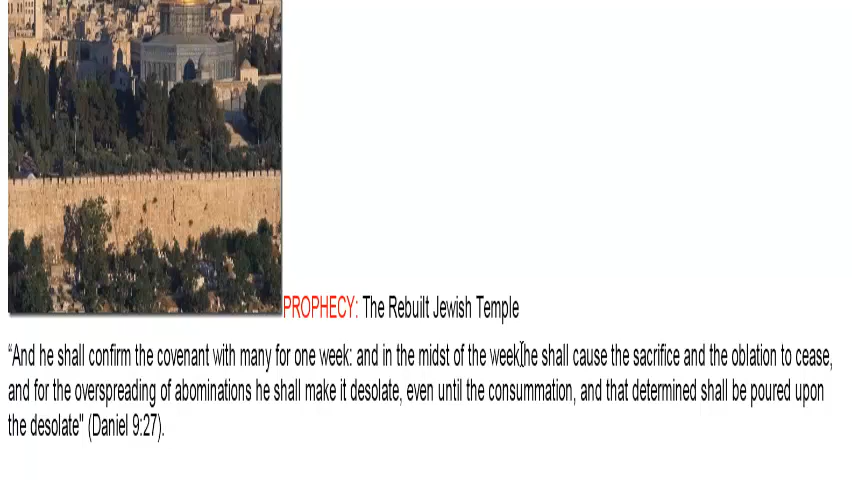 PROPHECY: The Rebuilt Jewish Temple
“And he shall confirm the covenant with many for one week: and in the midst of the week he shall cause the sacrifice and the oblation to cease,
and for the overspreading of abominations he shall make it desolate, even until the consummation, and that determined shall be poured upon
the desolate" (Daniel 9:27).